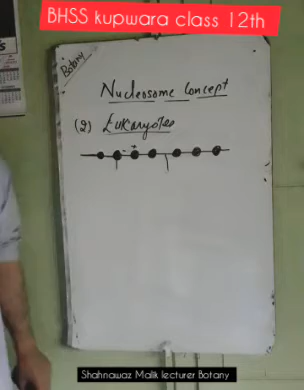 BHSS kupwara class 12th
Botany
Nucleosome Concept
(2) Eukaryotes
- +
Shahnawaz Malik lecturer Botany